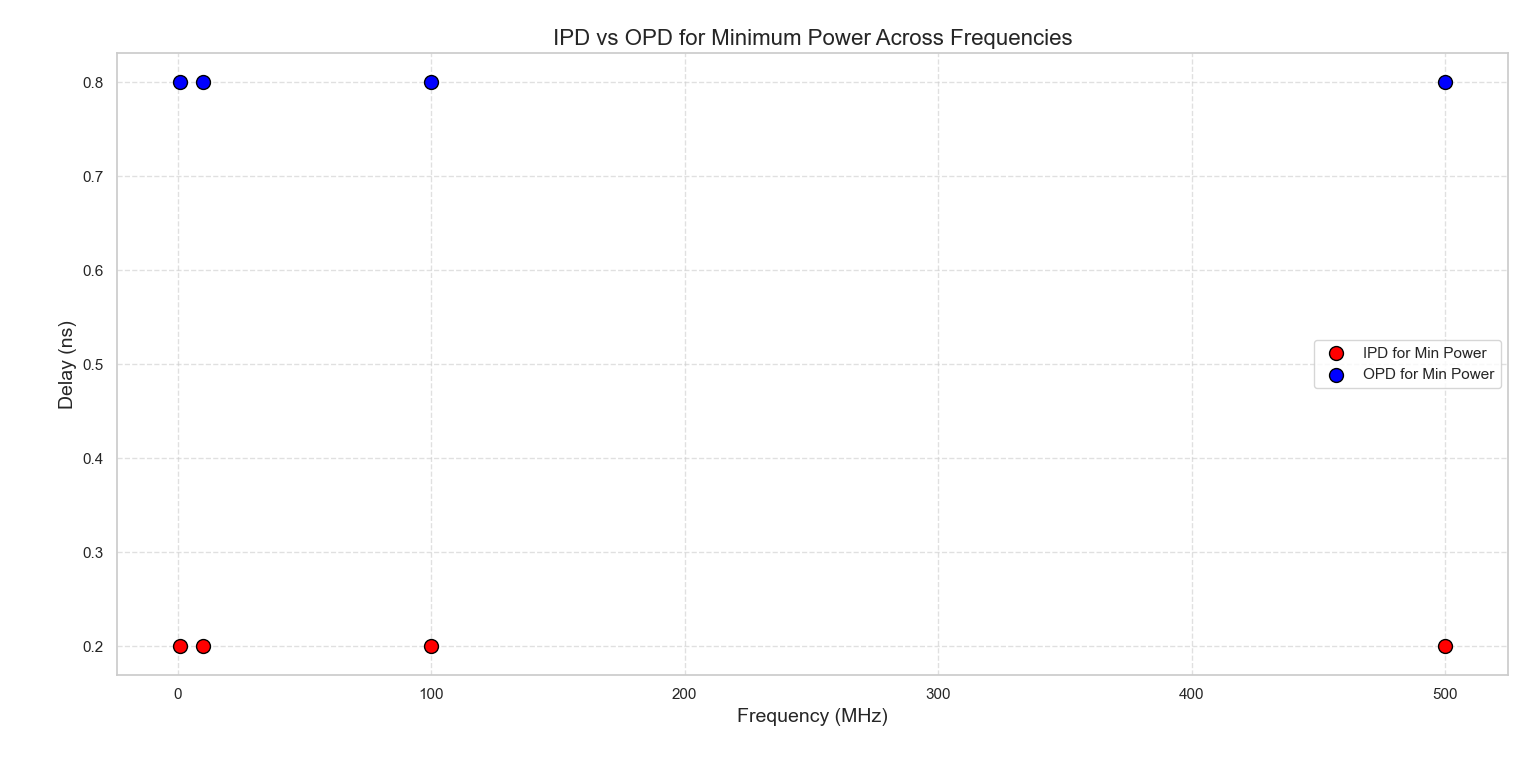 IPD vs OPD for Minimum Power Across Frequencies
0.8
0.7
0.6
0.5
0.4
0.3
0.2
Delay (ns)
IPD for Min Power
OPD for Min Power
0 100 200 300 400 500
Frequency (MHz)